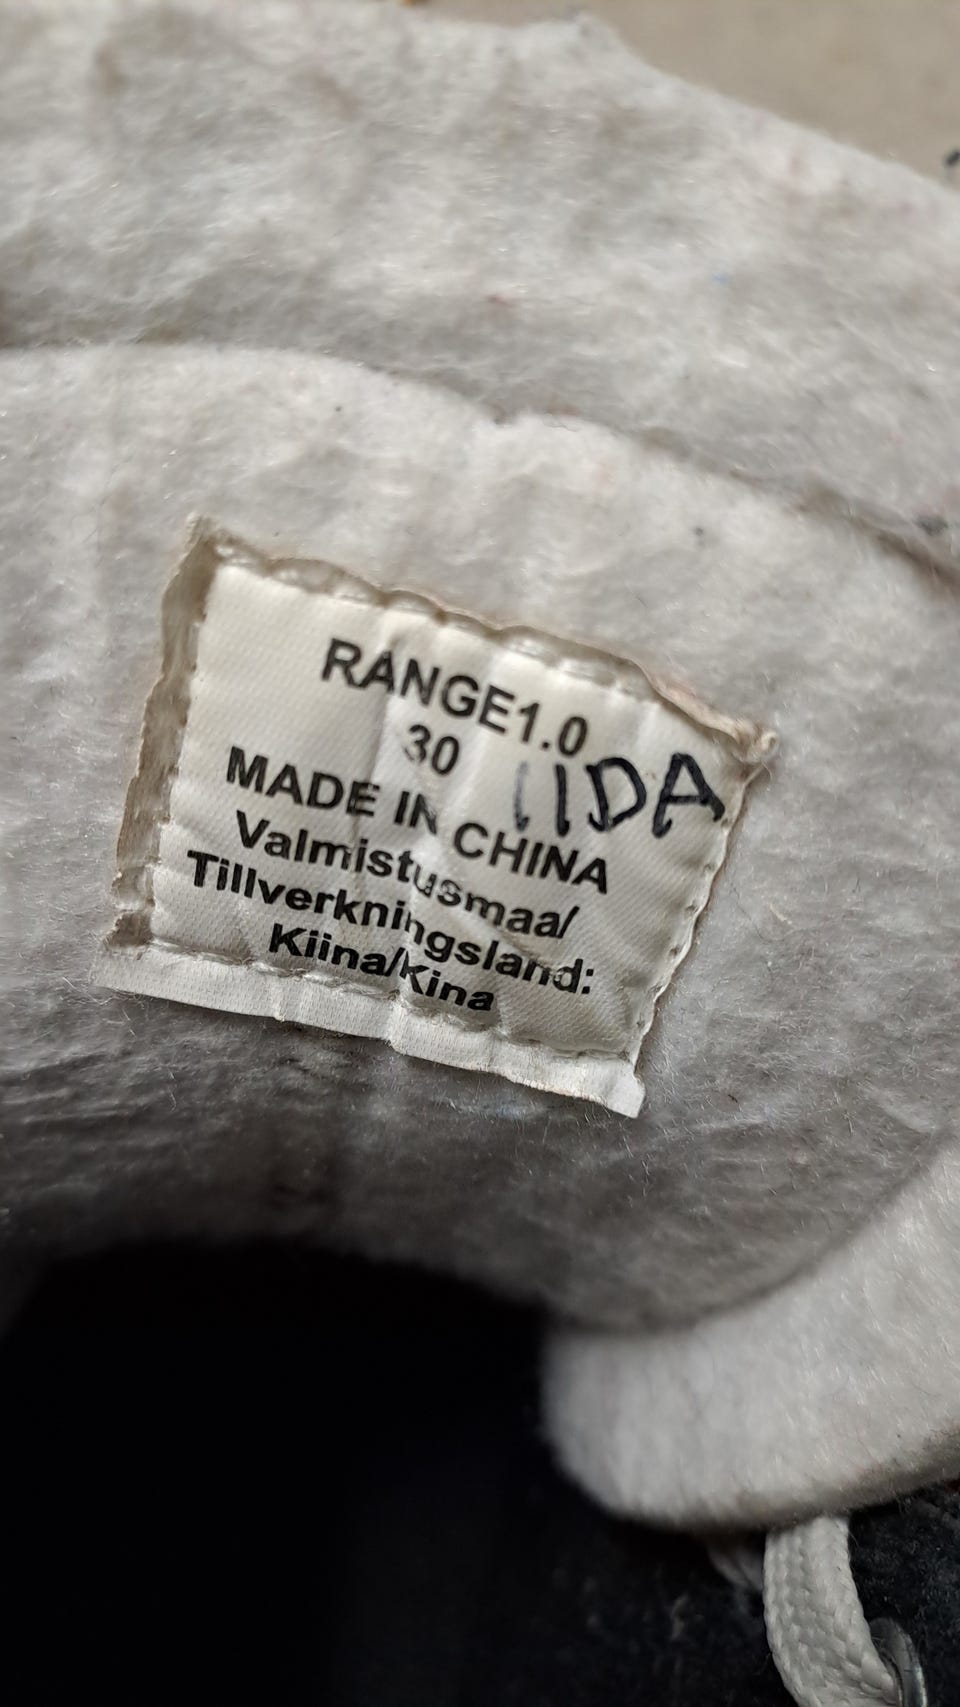 RANGE1.0
30 IIDA
MADE IN CHINA
Valmistusmaa/
Tillverkningsland:
Kiina/Kina